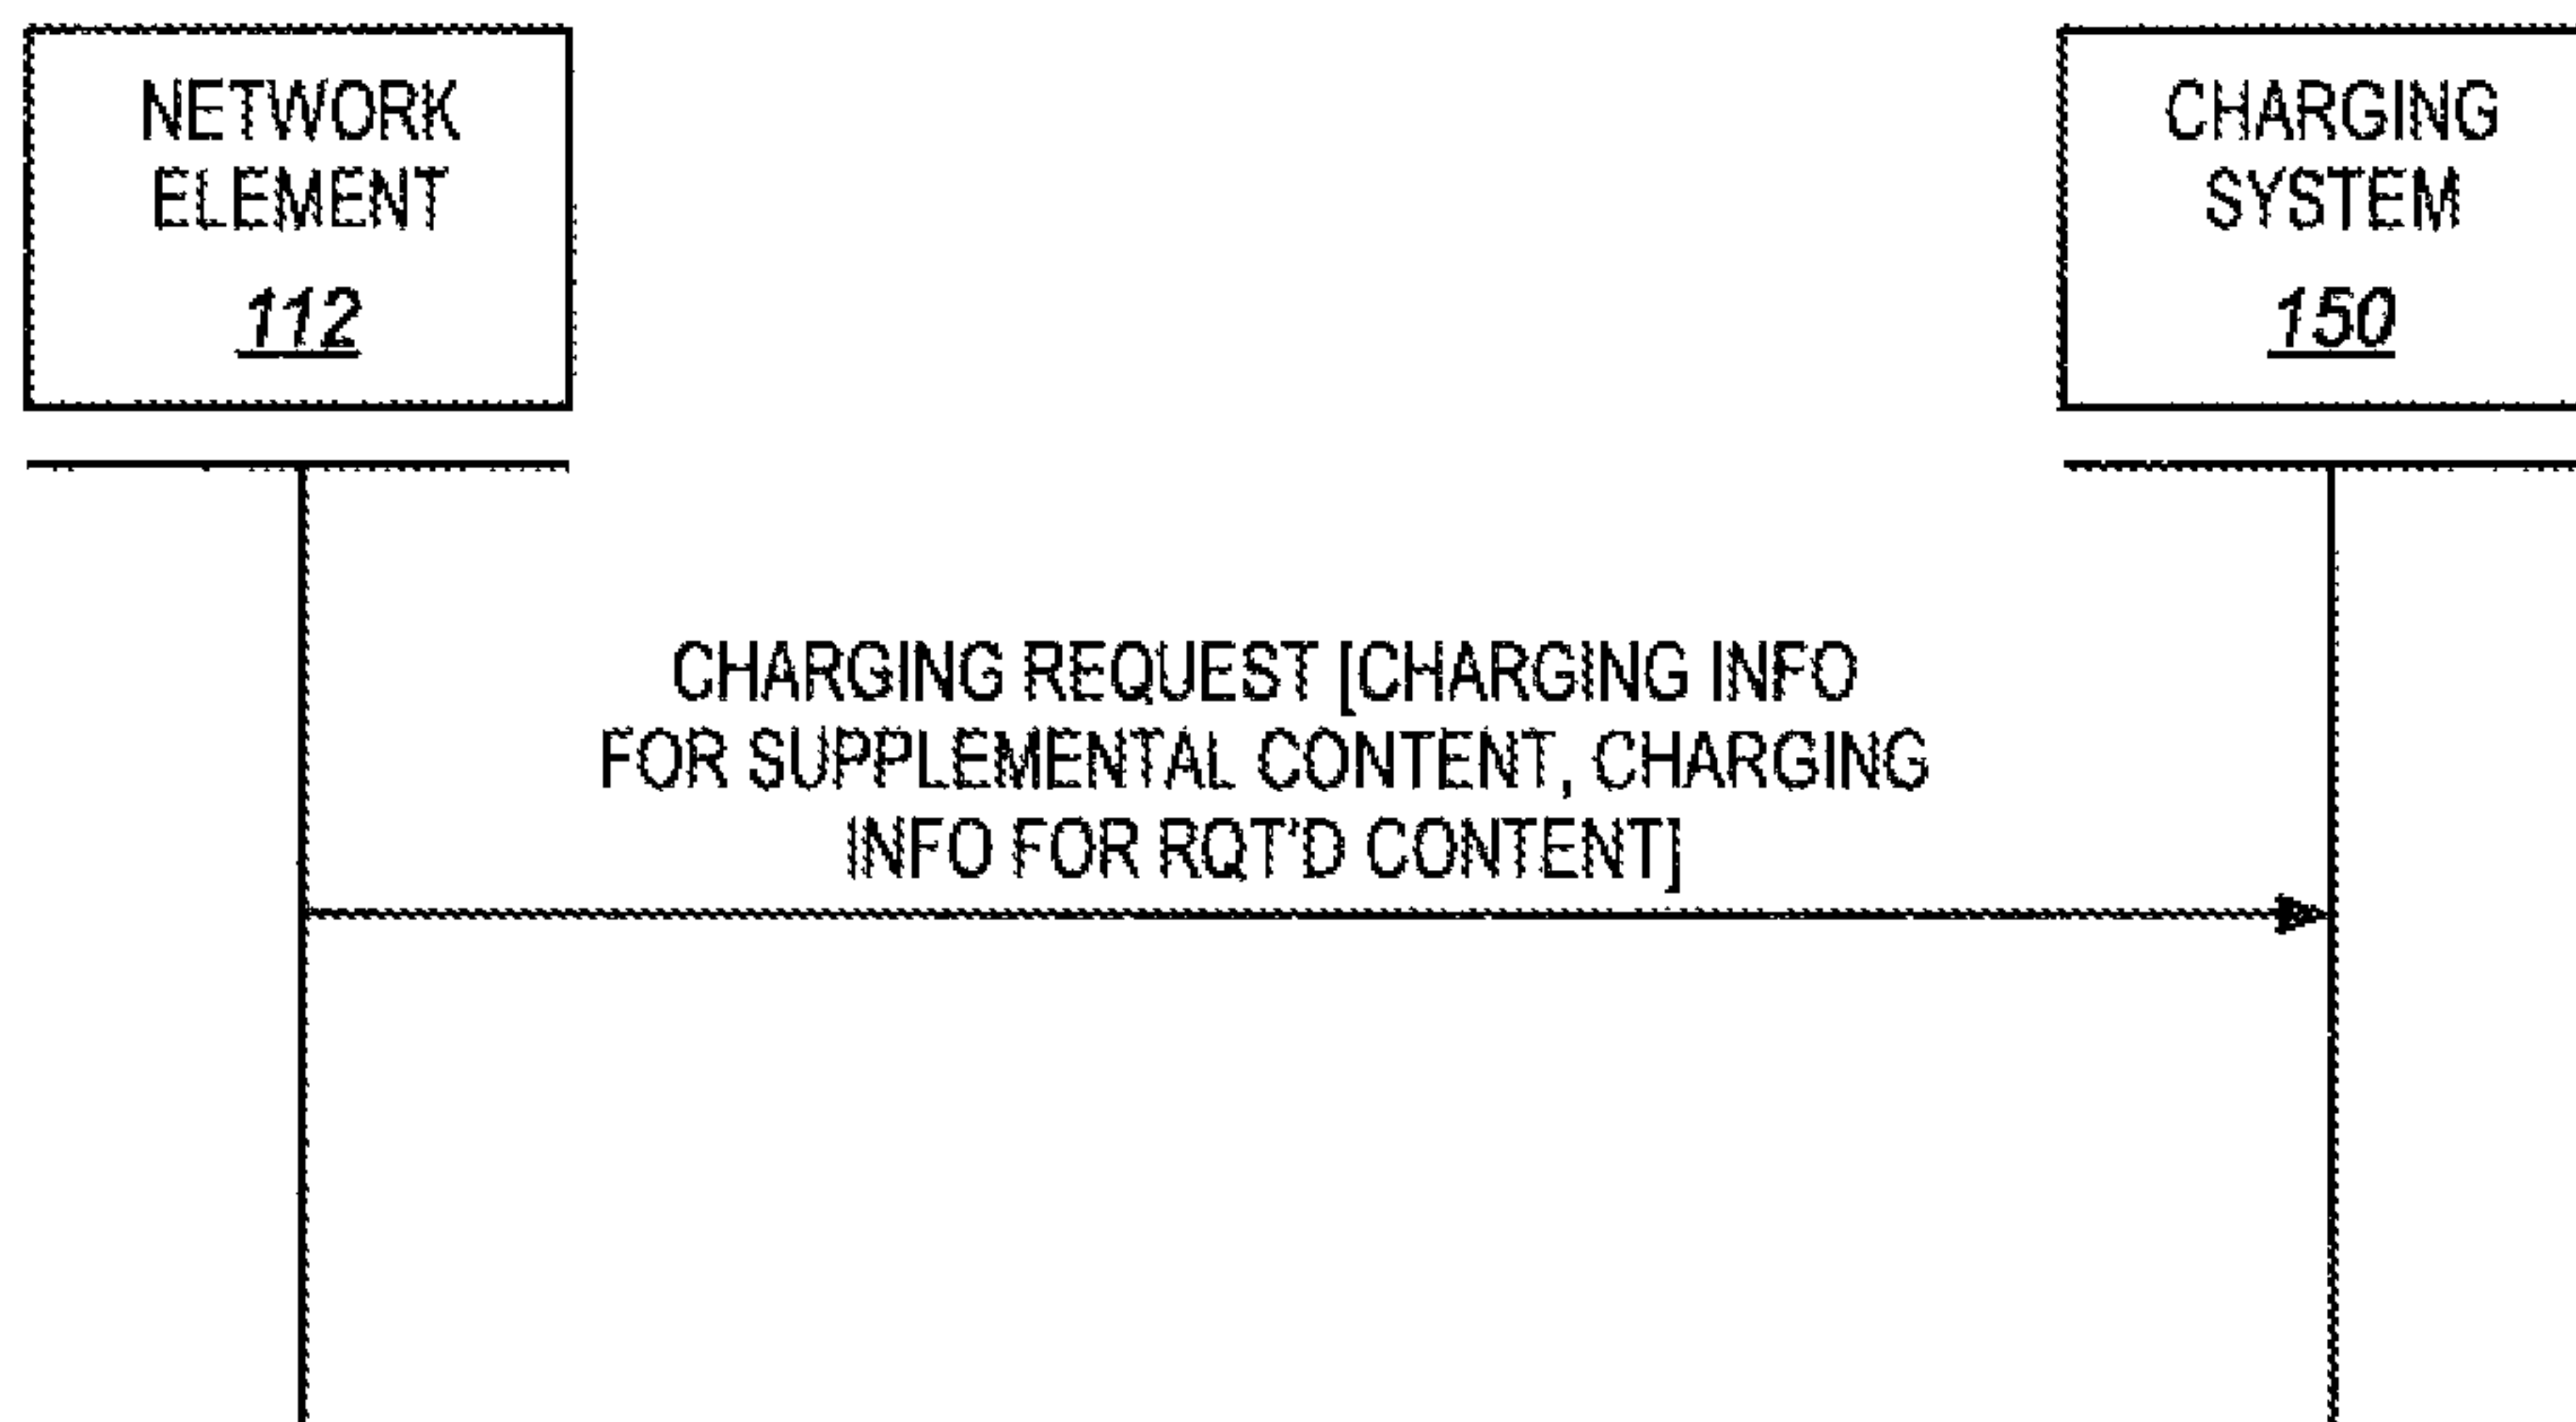 NETWORK
ELEMENT
112
CHARGING
SYSTEM
150
CHARGING REQUEST [CHARGING INFO
FOR SUPPLEMENTAL CONTENT, CHARGING
INFO FOR RQT'D CONTENT]